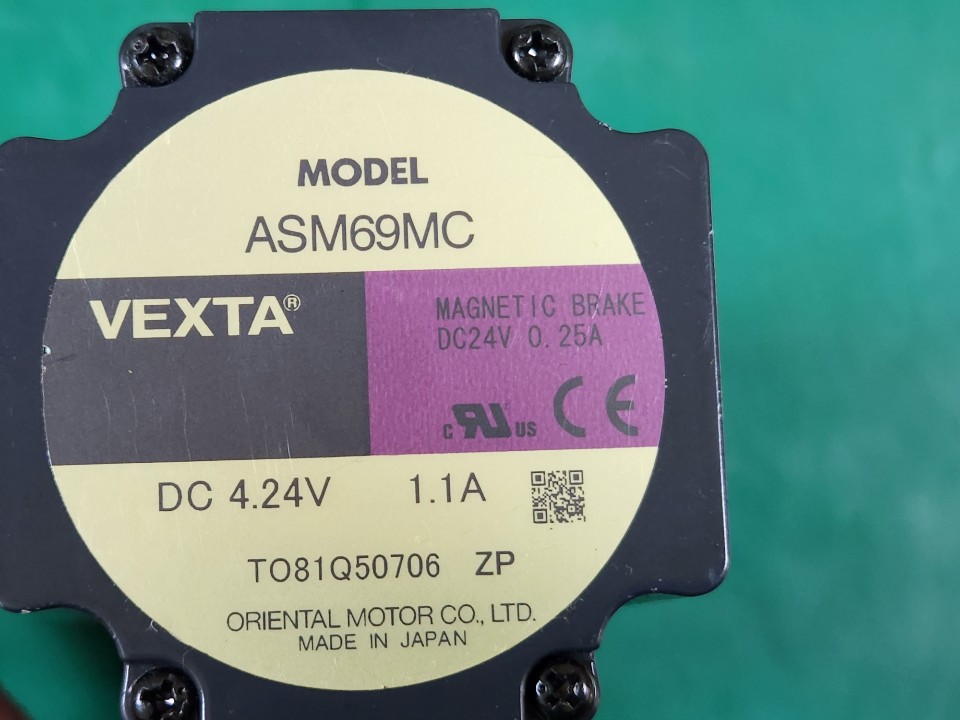 MODEL
ASM69MC
VEXTA®
MAGNETIC BRAKE
DC24V 0.25A
c RU US CE
DC 4.24V 1.1A
TO81Q50706 ZP
ORIENTAL MOTOR CO., LTD.
MADE IN JAPAN